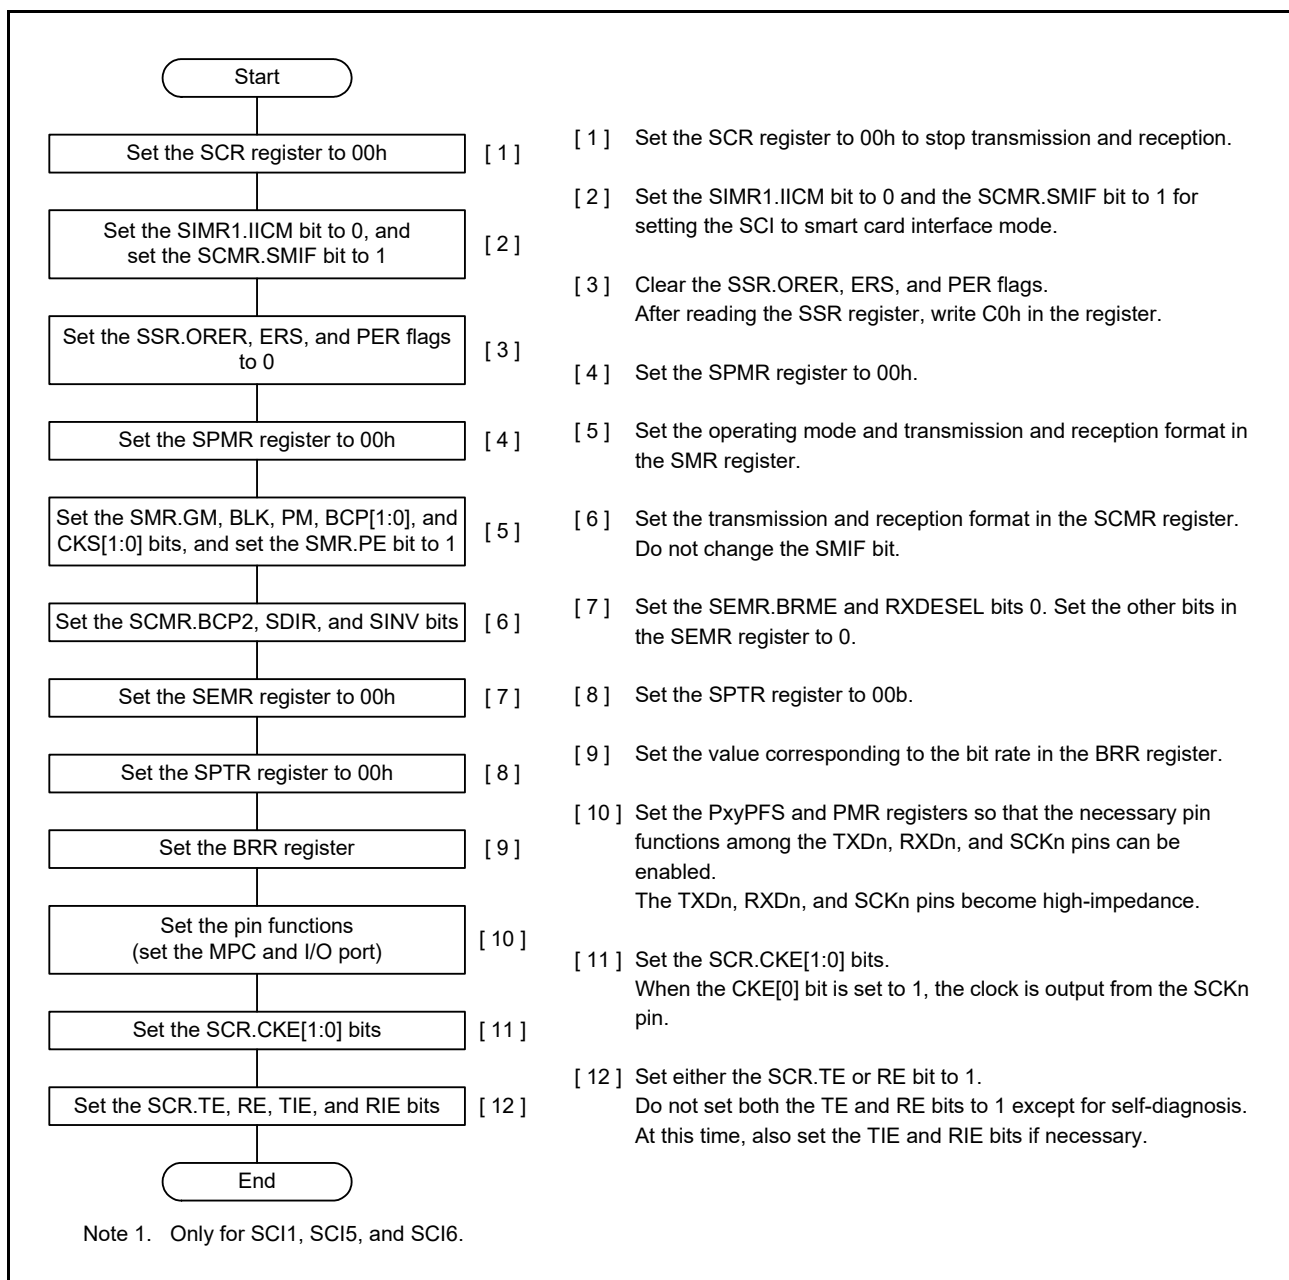 Start
Set the SCR register to 00h
[ 1 ]
Set the SIMR1.IICM bit to 0, and
set the SCMR.SMIF bit to 1
[ 2 ]
Set the SSR.ORER, ERS, and PER flags
to 0
[ 3 ]
Set the SPMR register to 00h
[ 4 ]
Set the SMR.GM, BLK, PM, BCP[1:0], and
CKS[1:0] bits, and set the SMR.PE bit to 1
[ 5 ]
Set the SCMR.BCP2, SDIR, and SINV bits
[ 6 ]
Set the SEMR register to 00h
[ 7 ]
Set the SPTR register to 00h
[ 8 ]
Set the BRR register
[ 9 ]
Set the pin functions
(set the MPC and I/O port)
[ 10 ]
Set the SCR.CKE[1:0] bits
[ 11 ]
Set the SCR.TE, RE, TIE, and RIE bits
[ 12 ]
End
Note 1. Only for SCI1, SCI5, and SCI6.
[ 1 ] Set the SCR register to 00h to stop transmission and reception.
[ 2 ] Set the SIMR1.IICM bit to 0 and the SCMR.SMIF bit to 1 for
setting the SCI to smart card interface mode.
[ 3 ] Clear the SSR.ORER, ERS, and PER flags.
After reading the SSR register, write C0h in the register.
[ 4 ] Set the SPMR register to 00h.
[ 5 ] Set the operating mode and transmission and reception format in
the SMR register.
[ 6 ] Set the transmission and reception format in the SCMR register.
Do not change the SMIF bit.
[ 7 ] Set the SEMR.BRME and RXDESEL bits 0. Set the other bits in
the SEMR register to 0.
[ 8 ] Set the SPTR register to 00b.
[ 9 ] Set the value corresponding to the bit rate in the BRR register.
[ 10 ] Set the PxyPFS and PMR registers so that the necessary pin
functions among the TXDn, RXDn, and SCKn pins can be
enabled.
The TXDn, RXDn, and SCKn pins become high-impedance.
[ 11 ] Set the SCR.CKE[1:0] bits.
When the CKE[0] bit is set to 1, the clock is output from the SCKn
pin.
[ 12 ] Set either the SCR.TE or RE bit to 1.
Do not set both the TE and RE bits to 1 except for self-diagnosis.
At this time, also set the TIE and RIE bits if necessary.